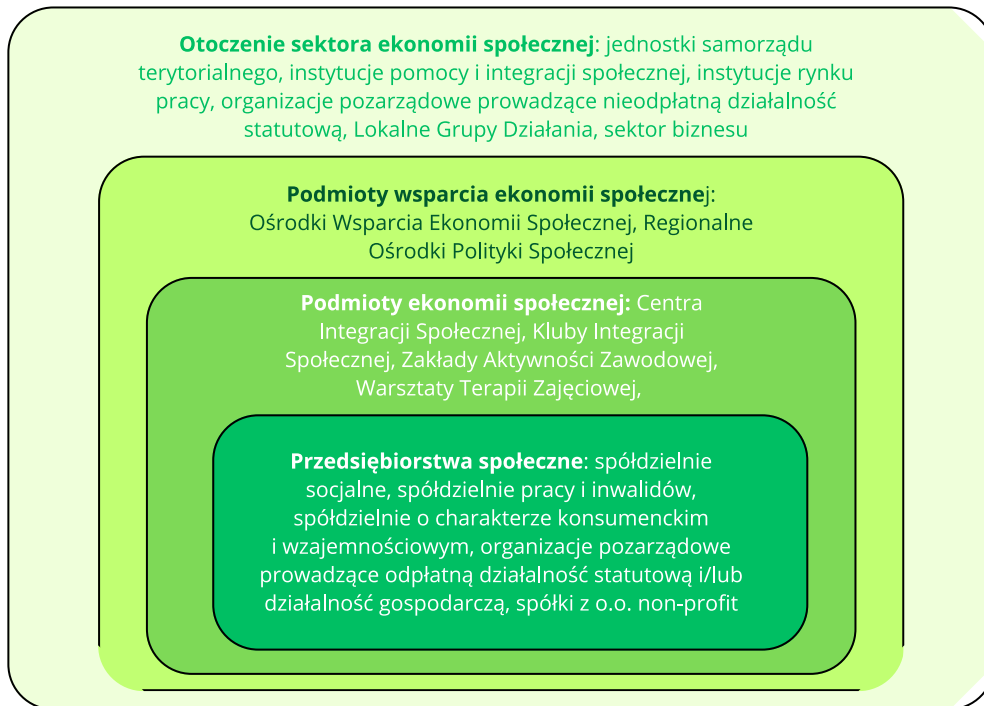 Otoczenie sektora ekonomii społecznej: jednostki samorządu
terytorialnego, instytucje pomocy i integracji społecznej, instytucje rynku
pracy, organizacje pozarządowe prowadzące nieodpłatną działalność
statutową, Lokalne Grupy Działania, sektor biznesu
Podmioty wsparcia ekonomii społecznej:
Ośrodki Wsparcia Ekonomii Społecznej, Regionalne
Ośrodki Polityki Społecznej
Podmioty ekonomii społecznej: Centra
Integracji Społecznej, Kluby Integracji
Społecznej, Zakłady Aktywności Zawodowej,
Warsztaty Terapii Zajęciowej,
Przedsiębiorstwa społeczne: spółdzielnie
socjalne, spółdzielnie pracy i inwalidów,
spółdzielnie o charakterze konsumenckim
i wzajemnościowym, organizacje pozarządowe
prowadzące odpłatną działalność statutową i/lub
działalność gospodarczą, spółki z o.o. non-profit